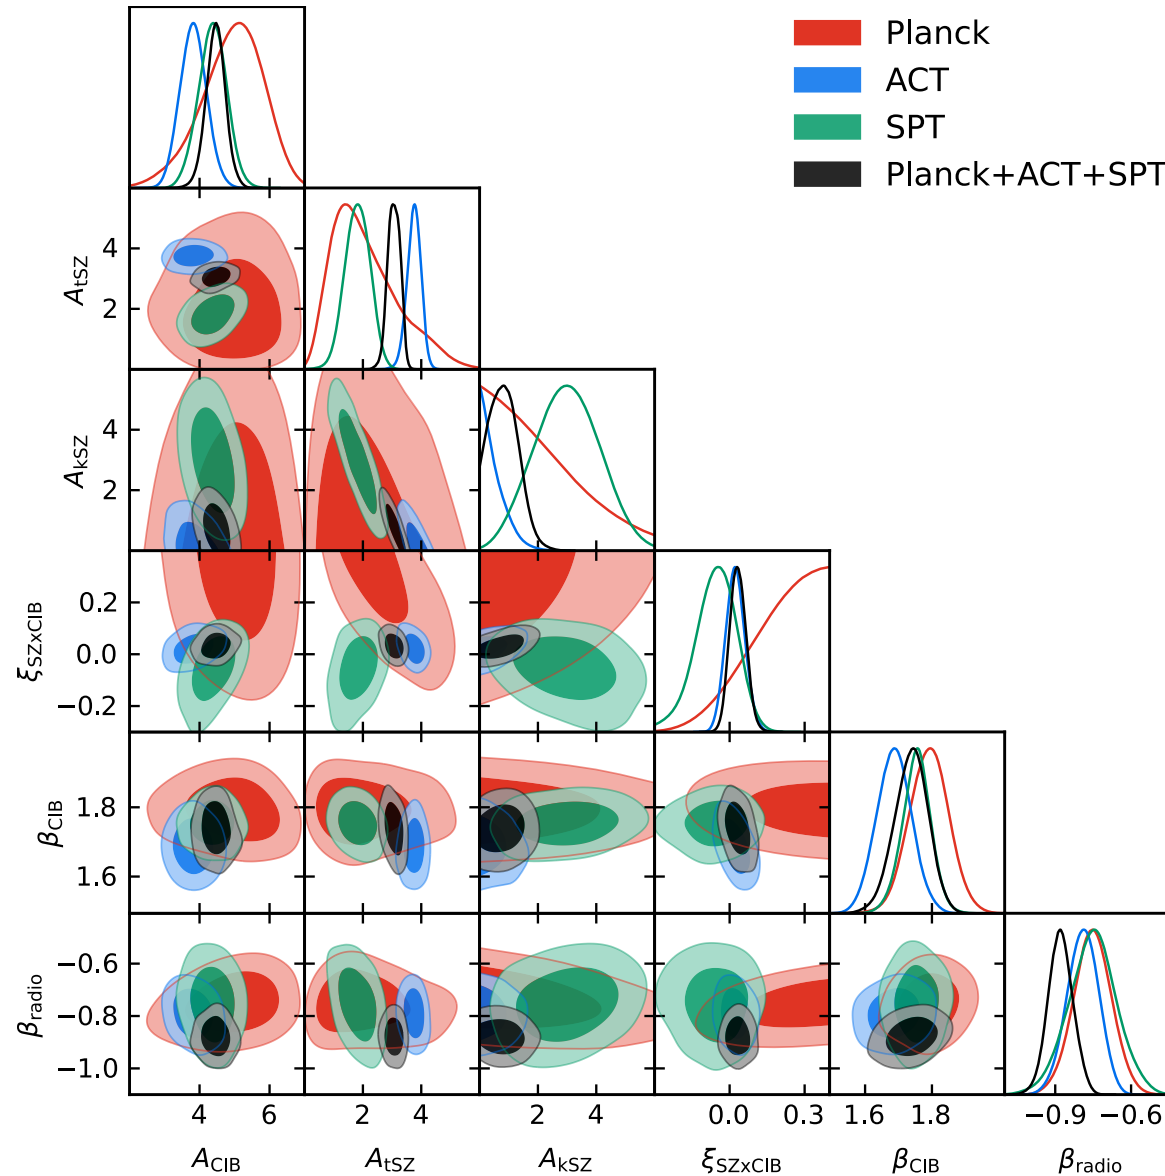 Planck
ACT
SPT
Planck+ACT+SPT
A_tSZ
4
2
A_kSZ
4
2
ξ_SZxCIB
0.2
0.0
−0.2
β_CIB
1.8
1.6
β_radio
−0.6
−0.8
−1.0
4 6 2 4 2 4 0.0 0.3 1.6 1.8 −0.9 −0.6
A_CIB A_tSZ A_kSZ ξ_SZxCIB β_CIB β_radio